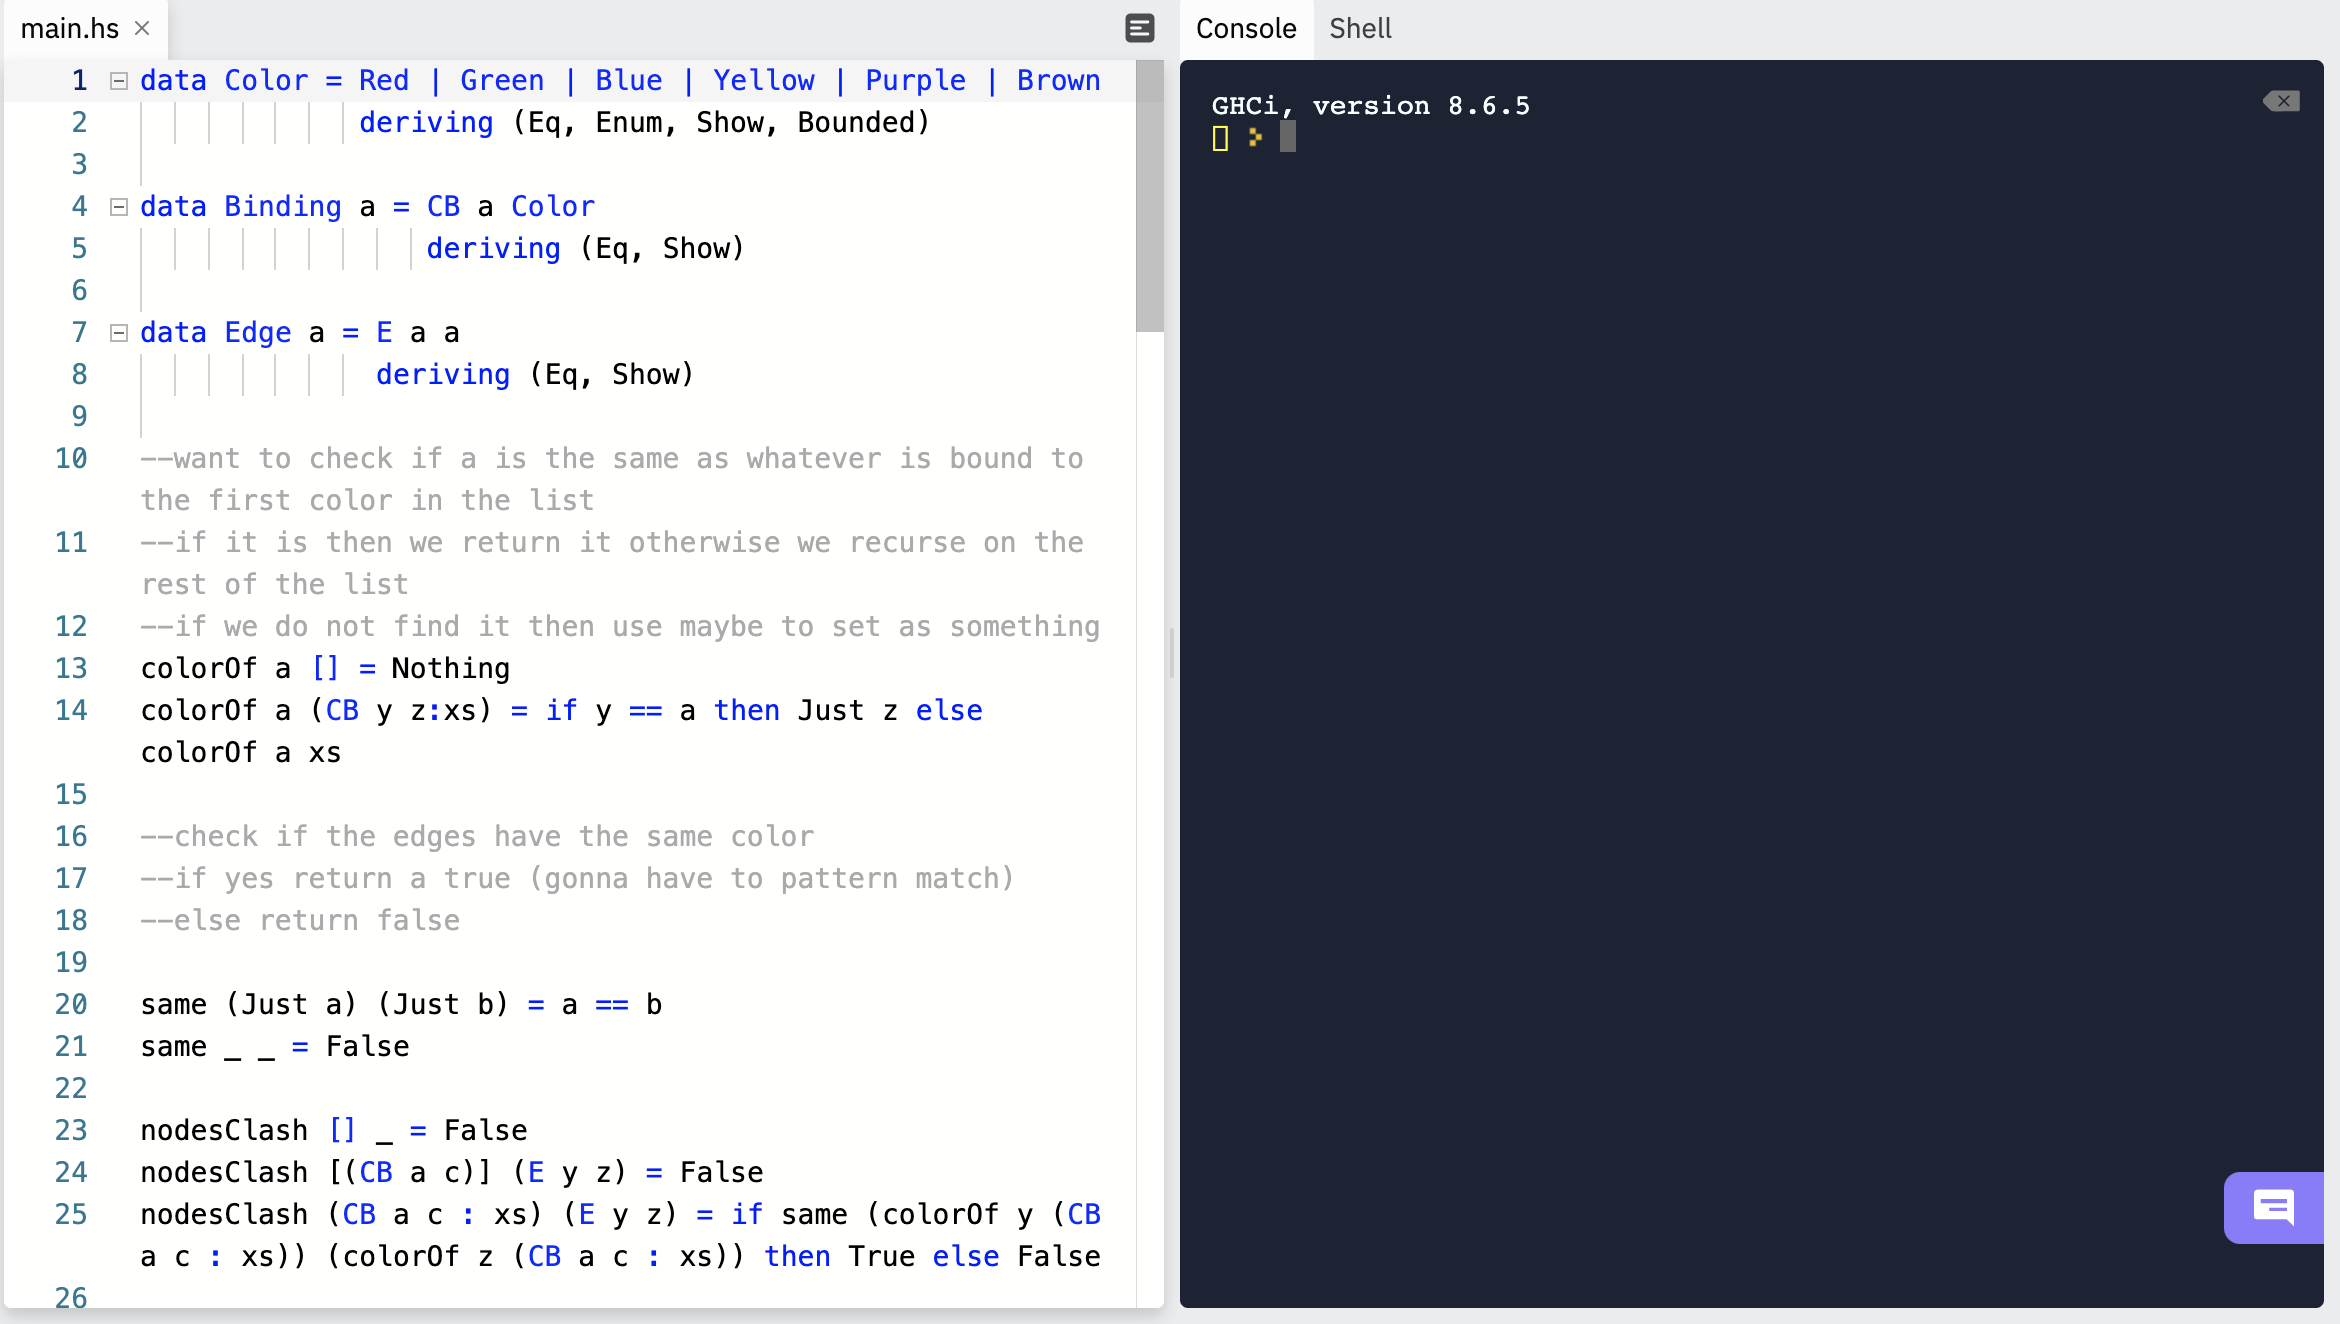 main.hs
1 data Color = Red | Green | Blue | Yellow | Purple | Brown
2 deriving (Eq, Enum, Show, Bounded)
3
4 data Binding a = CB a Color
5 deriving (Eq, Show)
6
7 data Edge a = E a a
8 deriving (Eq, Show)
9
10 --want to check if a is the same as whatever is bound to
the first color in the list
11 --if it is then we return it otherwise we recurse on the
rest of the list
12 --if we do not find it then use maybe to set as something
13 colorOf a [] = Nothing
14 colorOf a (CB y z:xs) = if y == a then Just z else
colorOf a xs
15
16 --check if the edges have the same color
17 --if yes return a true (gonna have to pattern match)
18 --else return false
19
20 same (Just a) (Just b) = a == b
21 same _ _ = False
22
23 nodesClash [] _ = False
24 nodesClash [(CB a c)] (E y z) = False
25 nodesClash (CB a c : xs) (E y z) = if same (colorOf y (CB
a c : xs)) (colorOf z (CB a c : xs)) then True else False
26
Console Shell
GHCi, version 8.6.5